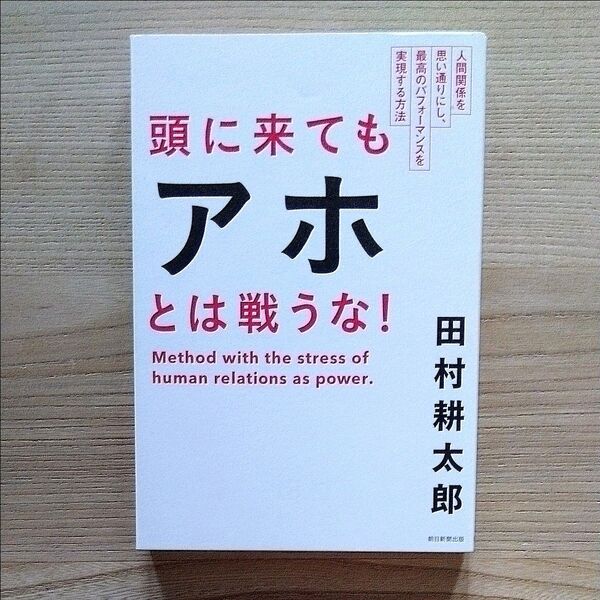 人間関係を
思い通りにし、
最高のパフォーマンスを
実現する方法
頭に来ても
アホ
とは戦うな!
Method with the stress of
human relations as power.
田村耕太郎
朝日新聞出版